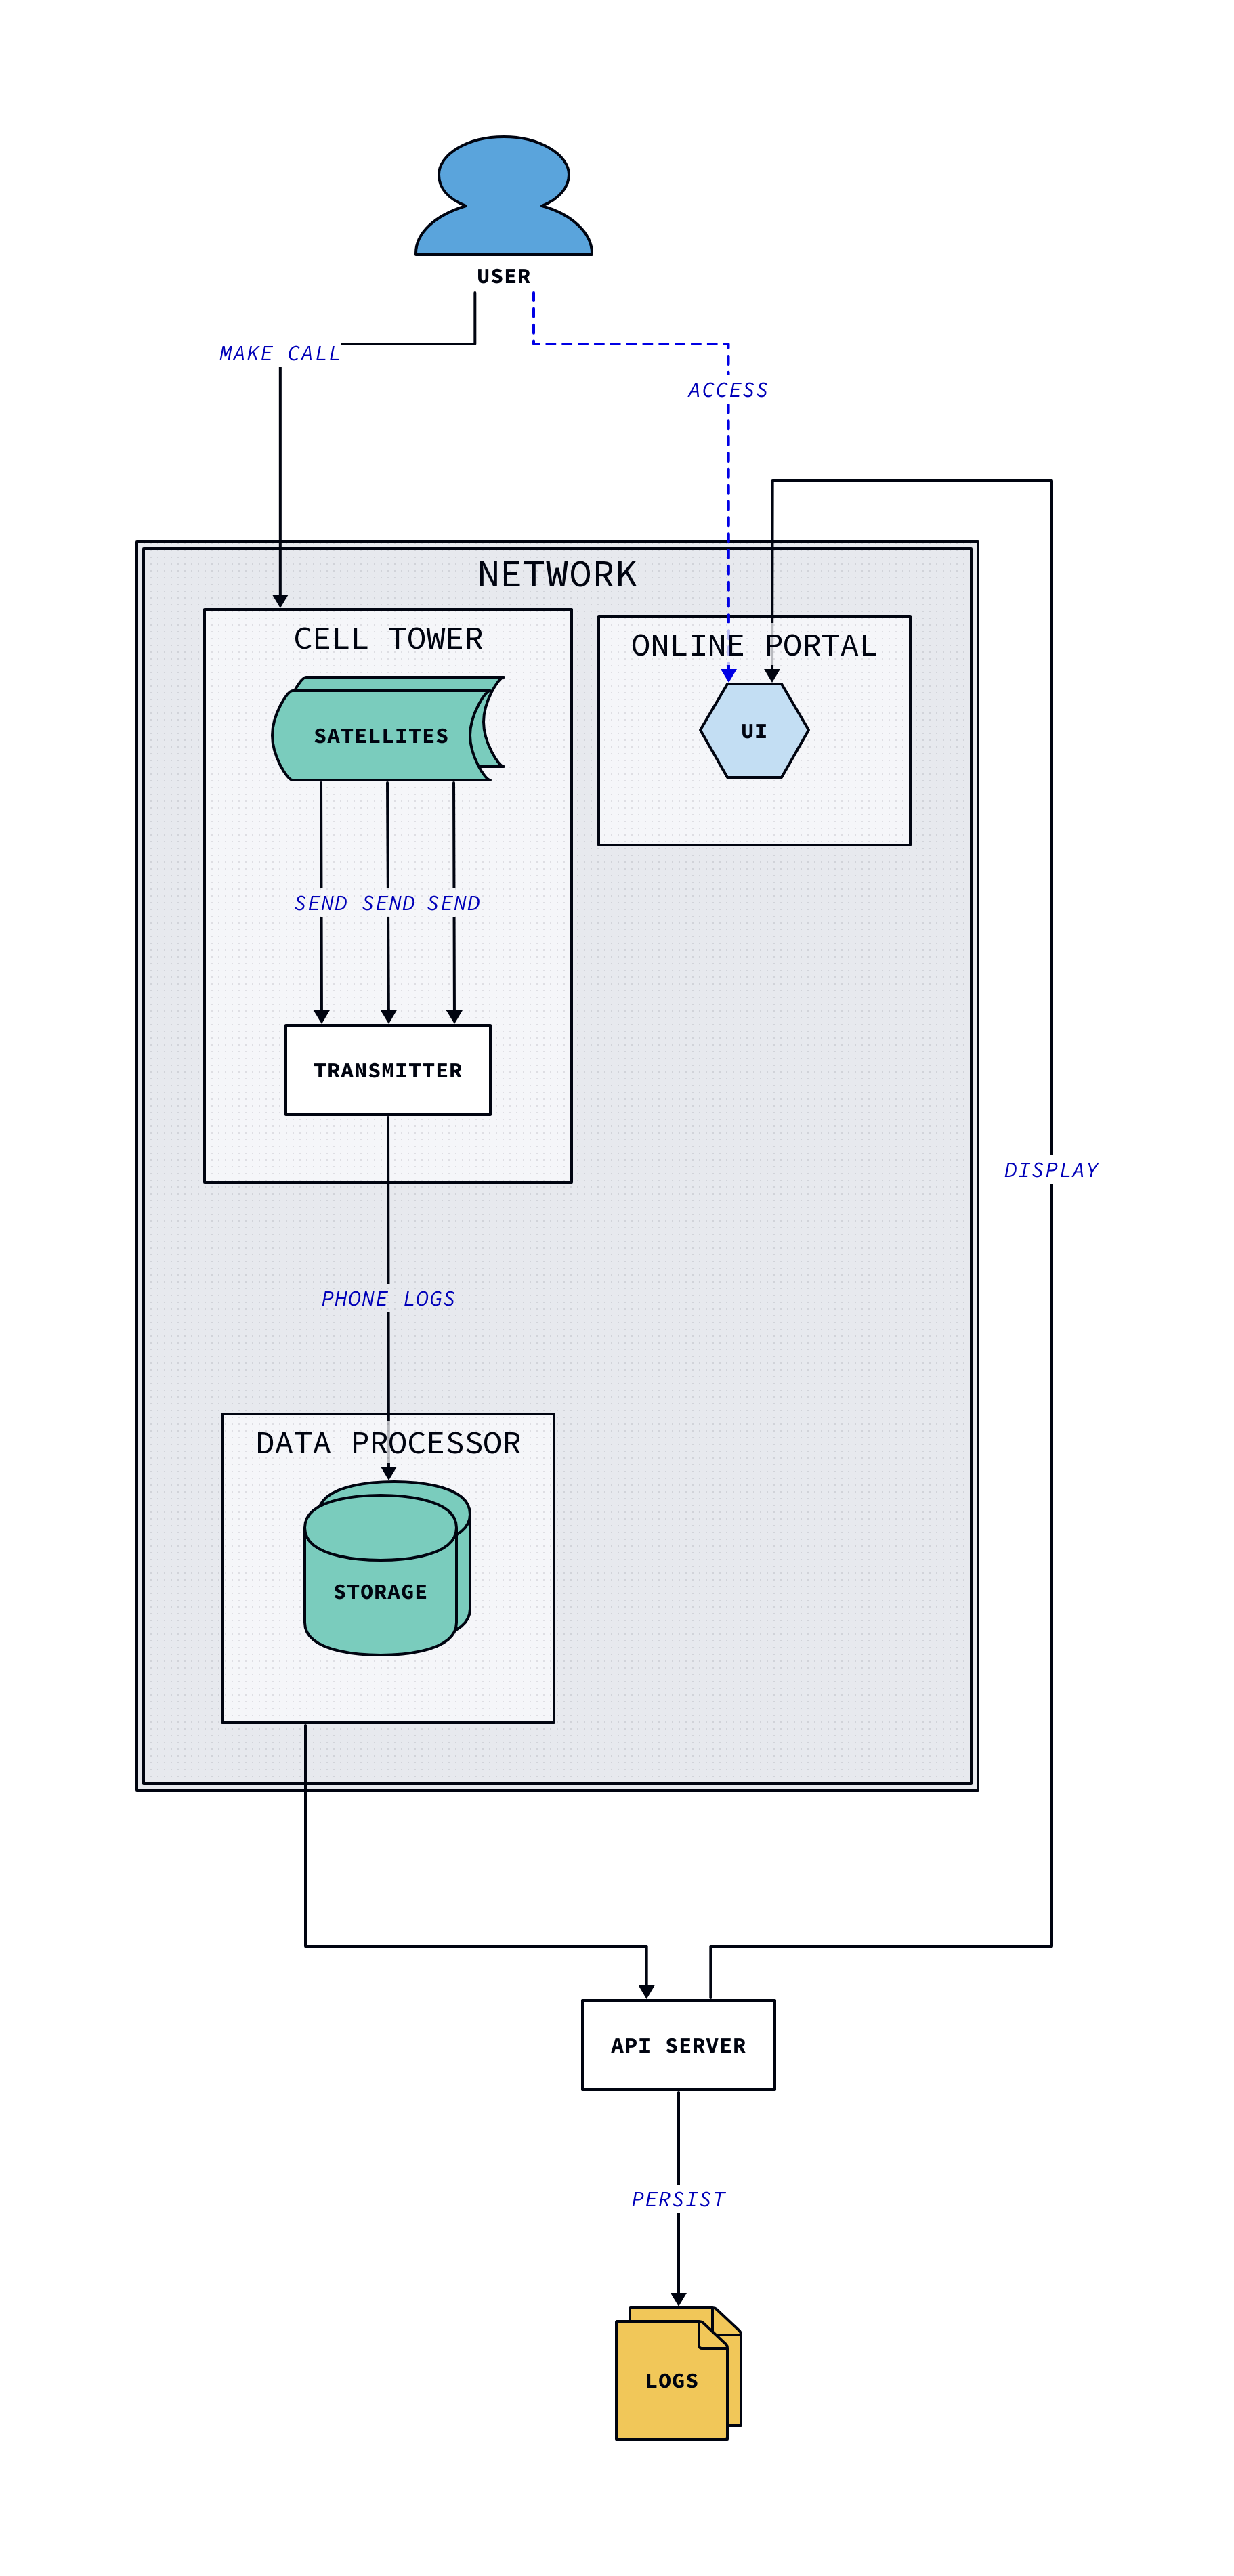 USER
MAKE CALL
ACCESS
NETWORK
CELL TOWER
ONLINE PORTAL
SATELLITES
UI
SEND SEND SEND
TRANSMITTER
DISPLAY
PHONE LOGS
DATA PROCESSOR
STORAGE
API SERVER
PERSIST
LOGS